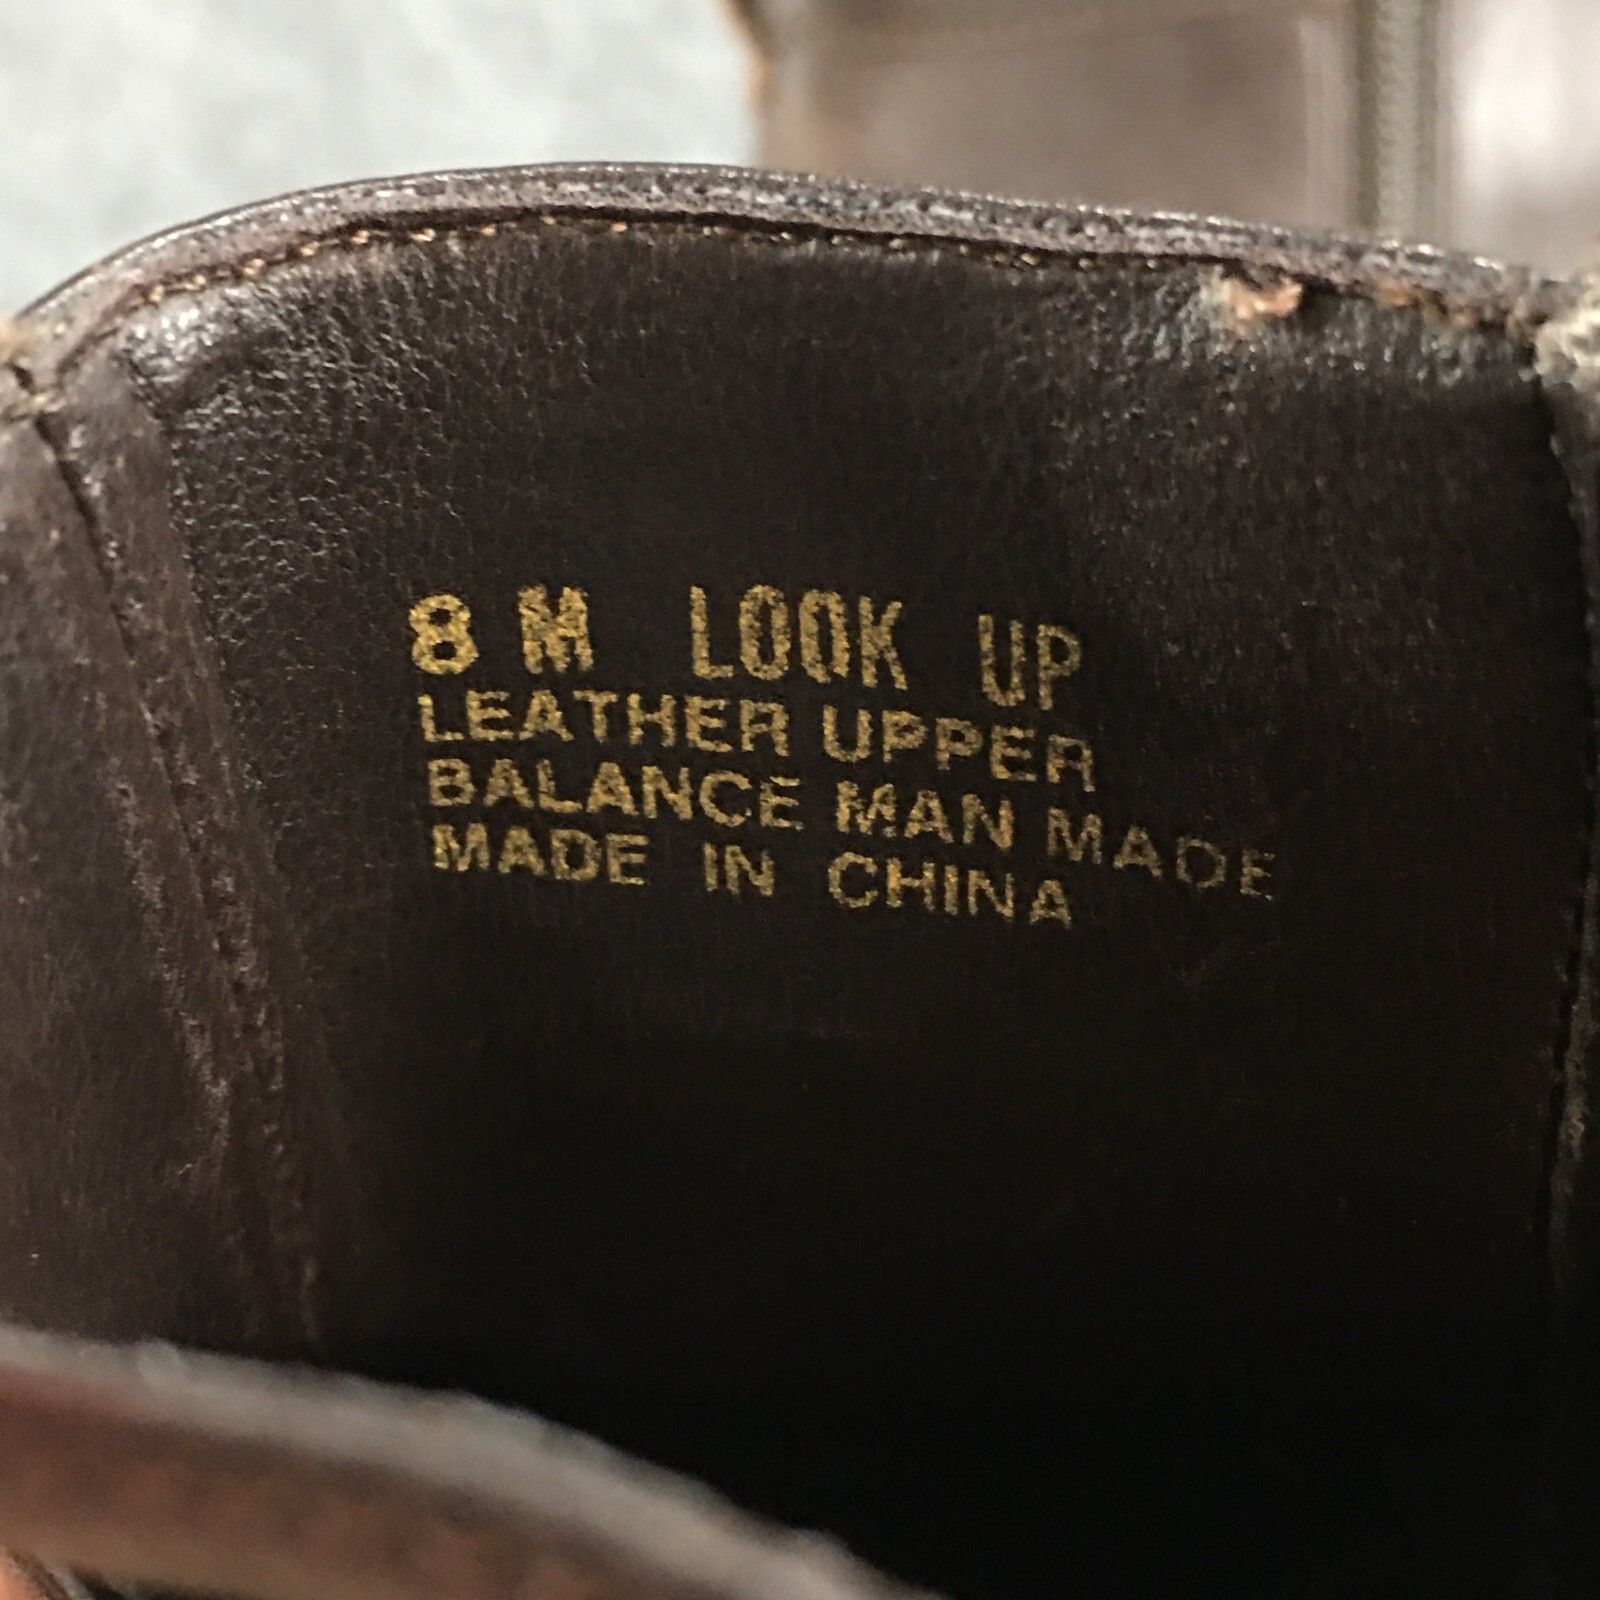 8 M LOOK UP
LEATHER UPPER
BALANCE MAN MADE
MADE IN CHINA